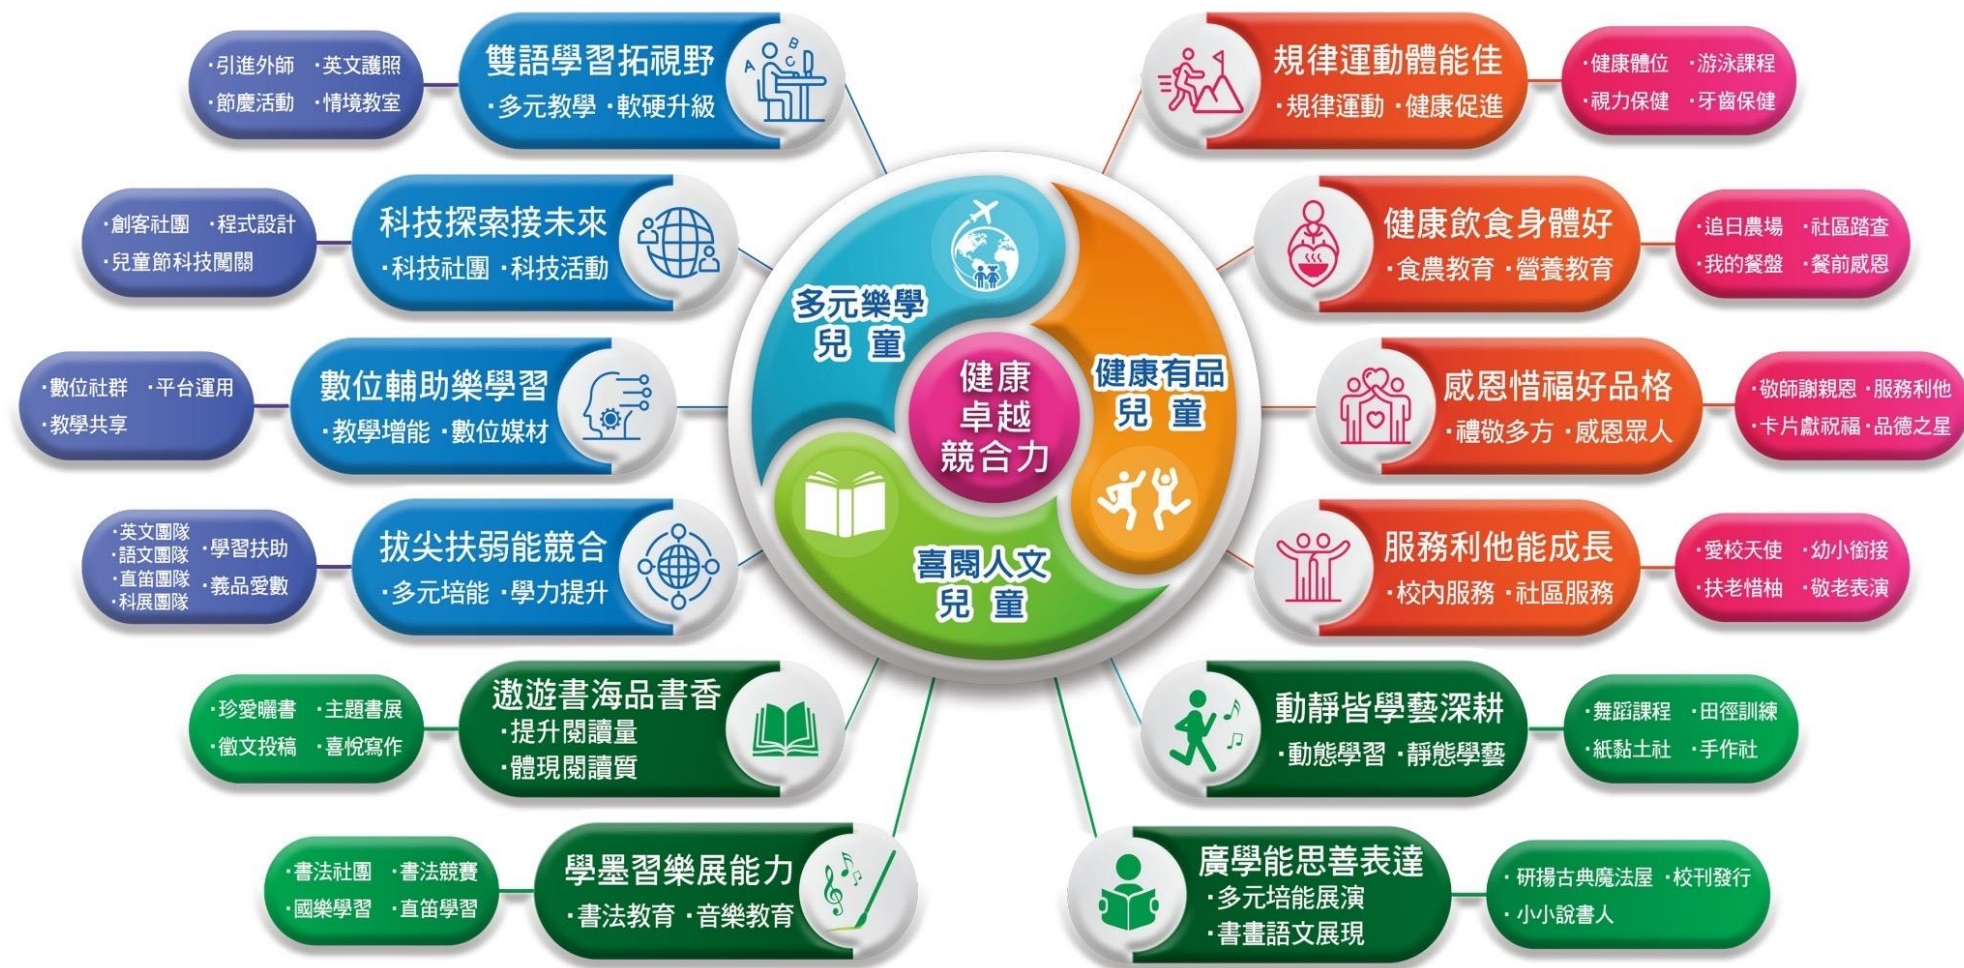 雙語學習拓視野
·多元教學 ·軟硬升級
·引進外師 ·英文護照
·節慶活動 ·情境教室
科技探索接未來
·科技社團 ·科技活動
·創客社團 ·程式設計
·兒童節科技闖關
數位輔助樂學習
·教學增能 ·數位媒材
·數位社群 ·平台運用
·教學共享
拔尖扶弱能競合
·多元培能 ·學力提升
·英文團隊
·語文團隊
·直笛團隊
·科展團隊
·學習扶助
·義品愛數
遨遊書海品書香
·提升閱讀量
·體現閱讀質
·珍愛曬書 ·主題書展
·徵文投稿 ·喜悅寫作
學墨習樂展能力
·書法教育 ·音樂教育
·書法社團 ·書法競賽
·國樂學習 ·直笛學習
多元樂學
兒童
健康有品
兒童
喜閱人文
兒童
健康
卓越
競合力
規律運動體能佳
·規律運動 ·健康促進
·健康體位 ·游泳課程
·視力保健 ·牙齒保健
健康飲食身體好
·食農教育 ·營養教育
·追日農場 ·社區踏查
·我的餐盤 ·餐前感恩
感恩惜福好品格
·禮敬多方 ·感恩眾人
·敬師謝親恩 ·服務利他
·卡片獻祝福 ·品德之星
服務利他能成長
·校內服務 ·社區服務
·愛校天使 ·幼小銜接
·扶老惜柚 ·敬老表演
動靜皆學藝深耕
·動態學習 ·靜態學藝
·舞蹈課程 ·田徑訓練
·紙黏土社 ·手作社
廣學能思善表達
·多元培能展演
·書畫語文展現
·研揚古典魔法屋 ·校刊發行
·小小說書人
A B C